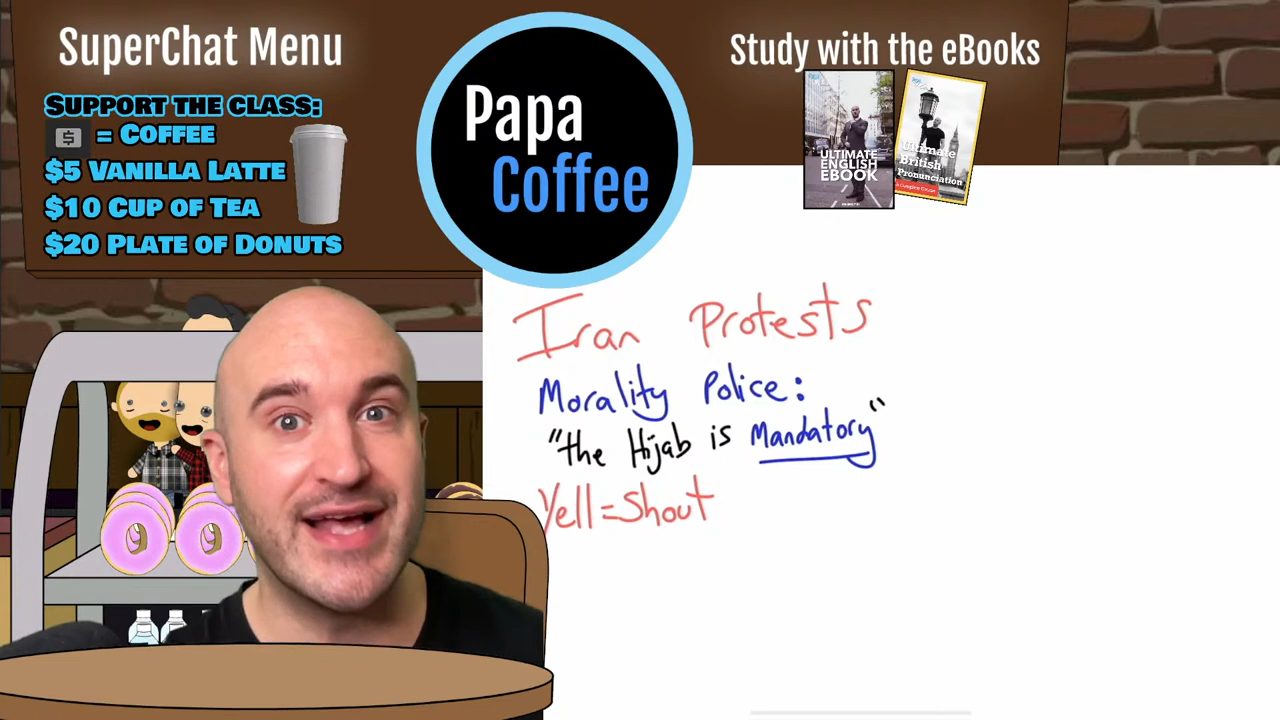 SuperChat Menu
SUPPORT THE CLASS:
$ = COFFEE
$5 VANILLA LATTE
$10 CUP OF TEA
$20 PLATE OF DONUTS
Papa
Coffee
Study with the eBooks
ULTIMATE
ENGLISH
EBOOK
Ultimate
British
Pronunciation
Iran Protests
Morality Police:
"the Hijab is Mandatory"
Yell=Shout